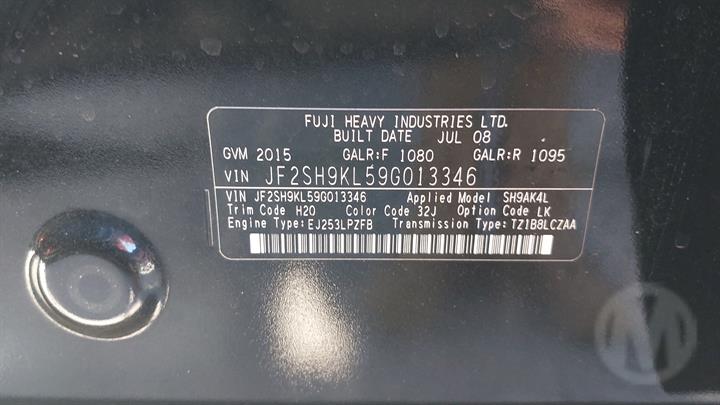 FUJI HEAVY INDUSTRIES LTD.
BUILT DATE JUL 08
GVM 2015 GALR:F 1080 GALR:R 1095
VIN JF2SH9KL59G013346
VIN JF2SH9KL59G013346 Applied Model SH9AK4L
Trim Code H20 Color Code 32J Option Code LK
Engine Type: EJ253LPZFB Transmission Type: TZ1B8LCZAA
M